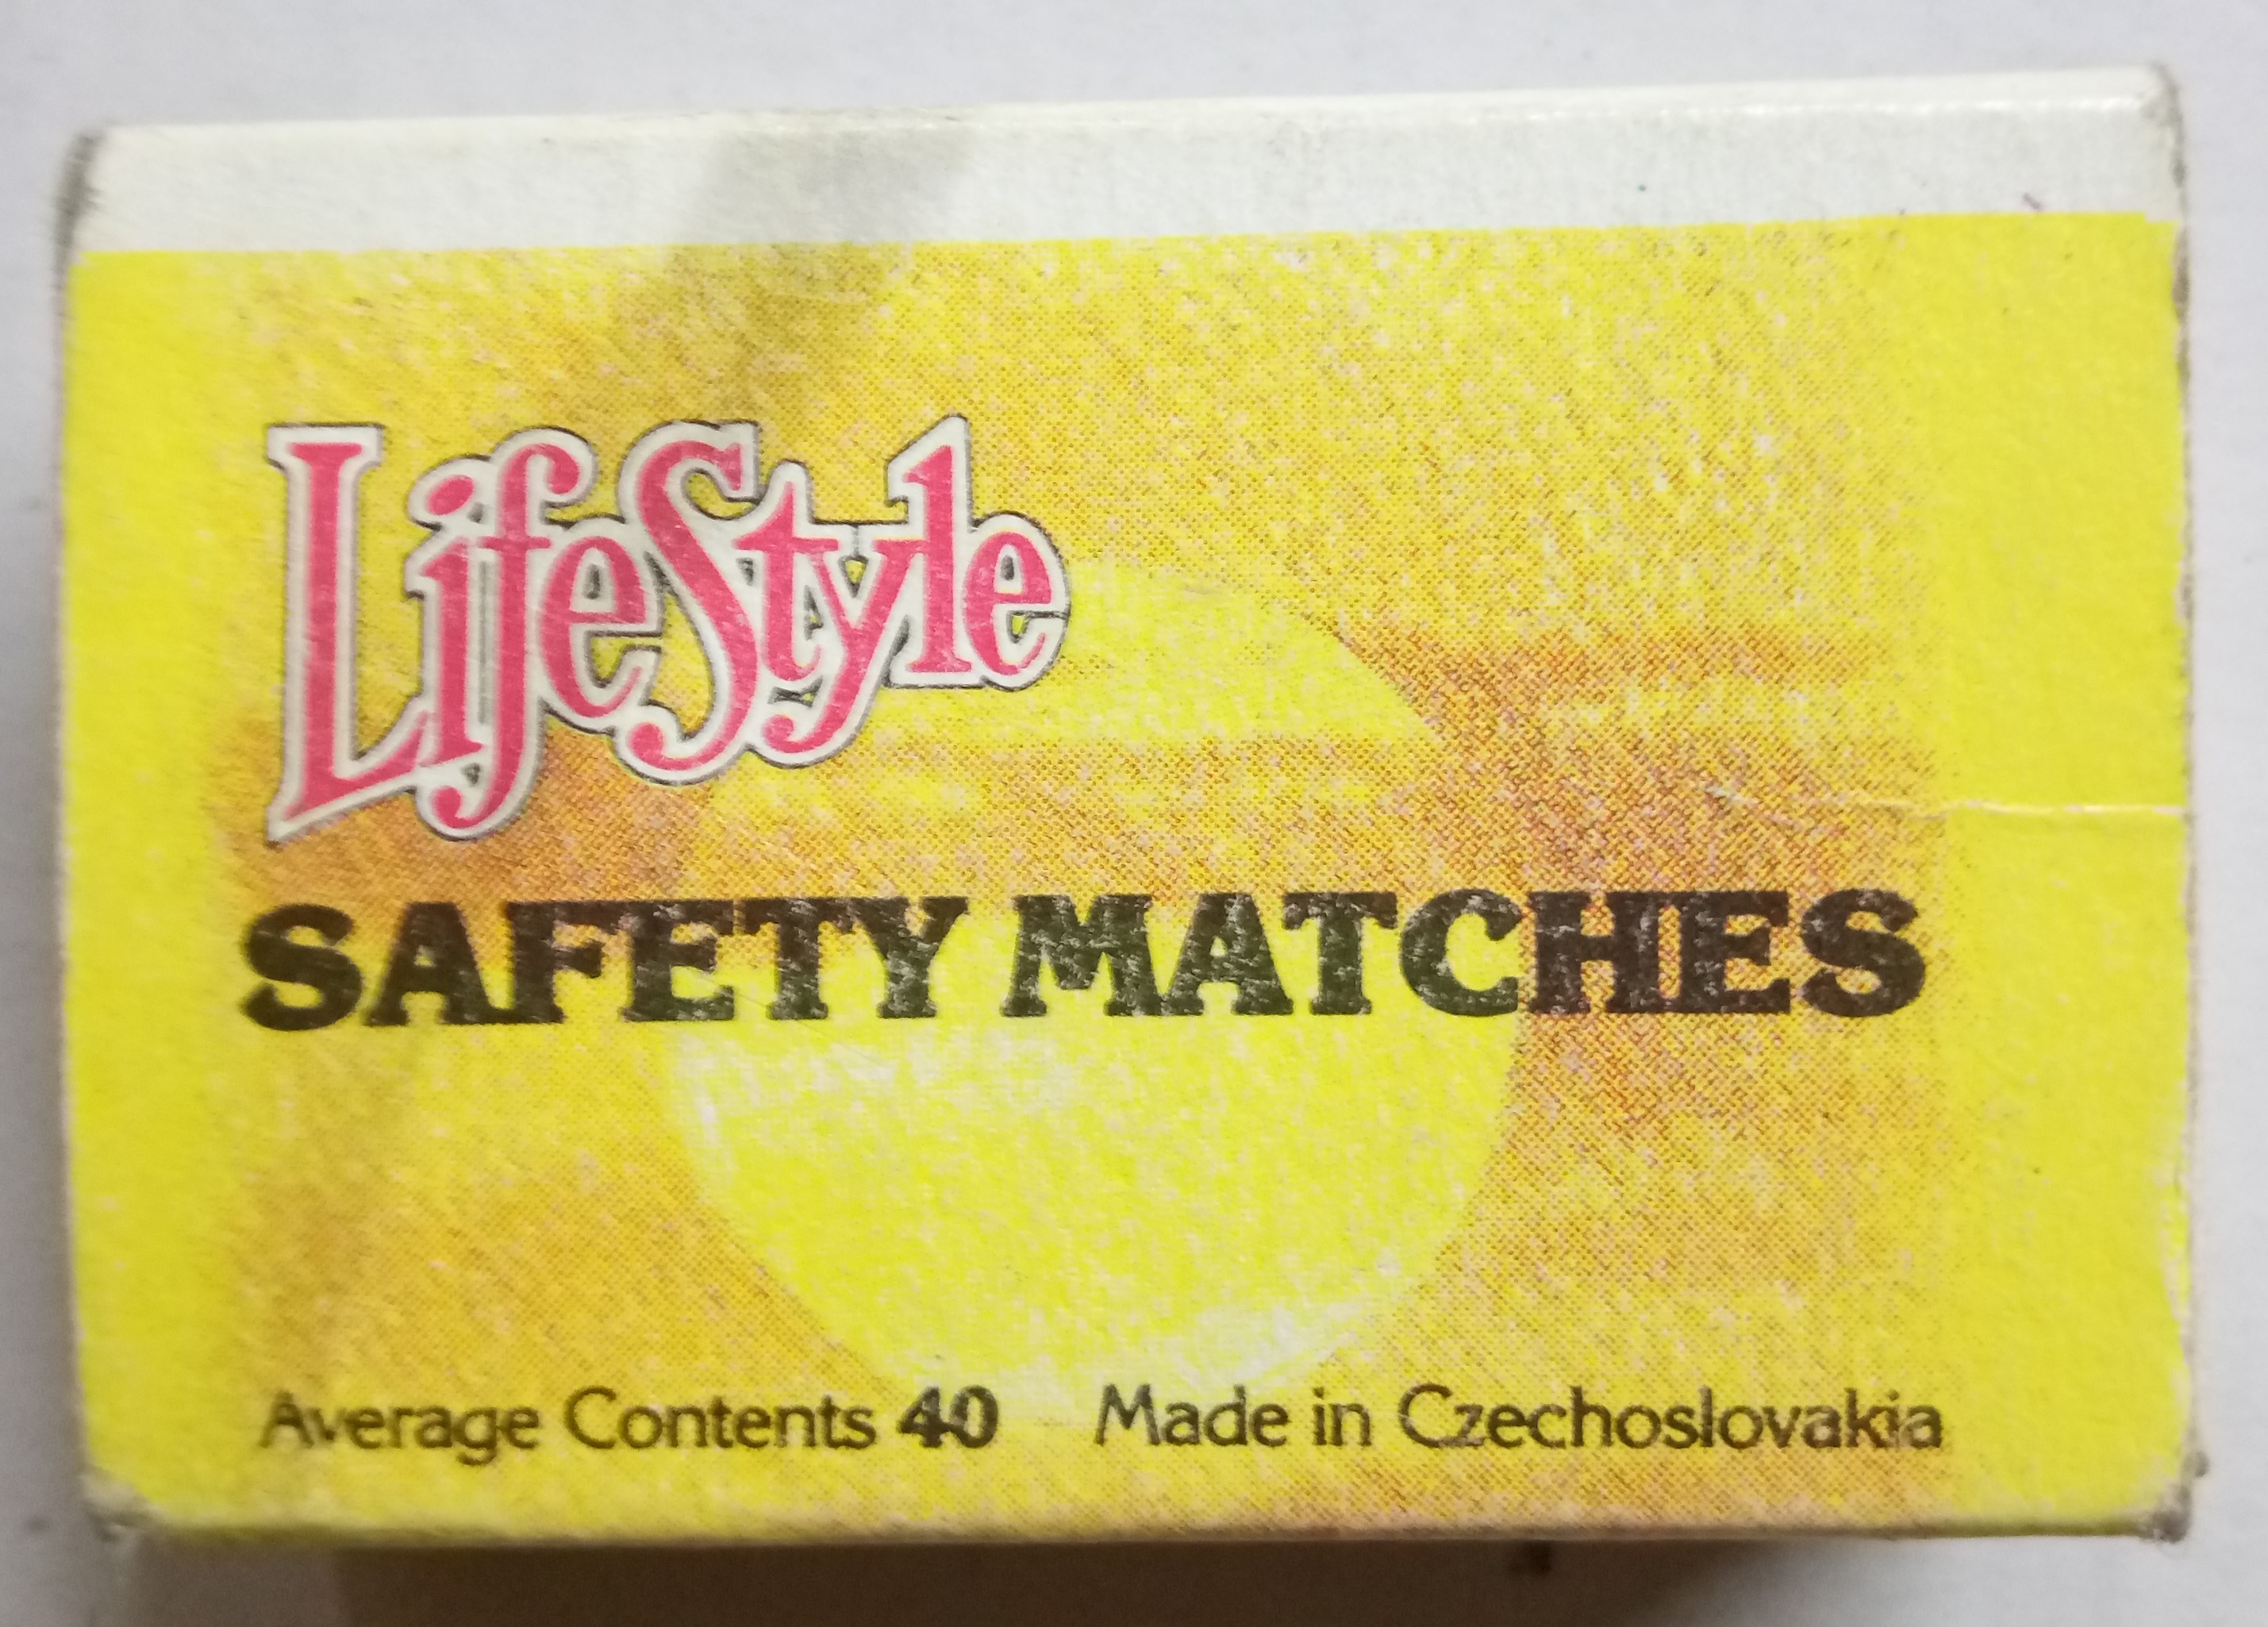 LifeStyle
SAFETY MATCHES
Average Contents 40 Made in Czechoslovakia